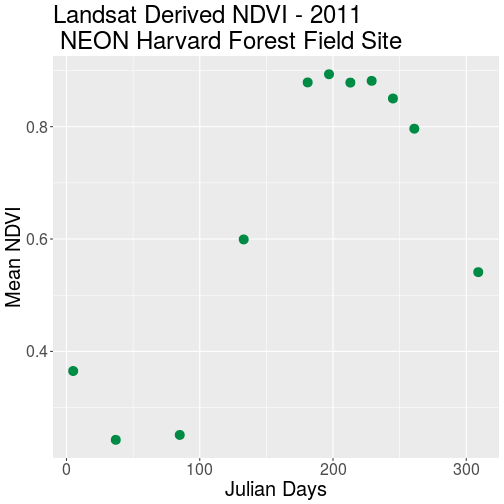 Landsat Derived NDVI - 2011
NEON Harvard Forest Field Site
Mean NDVI
0.8
0.6
0.4
0 100 200 300
Julian Days